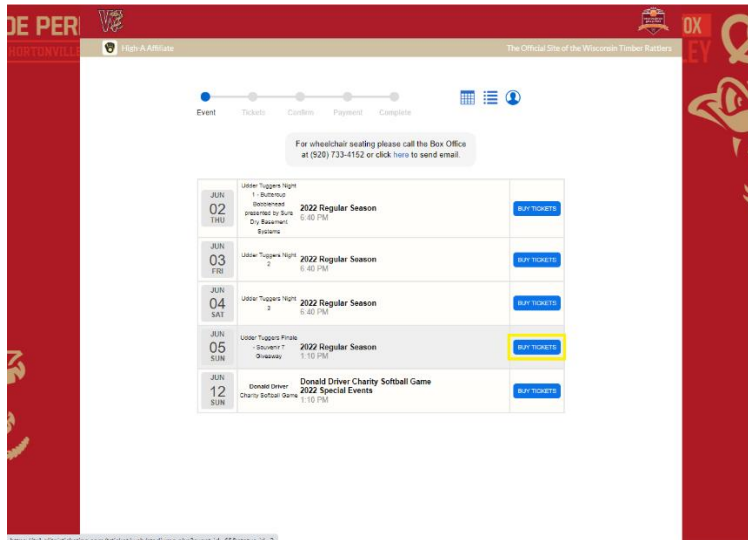 DE PER
HORTONVILLE
OX
LEY
High-A Affiliate
The Official Site of the Wisconsin Timber Rattlers
Event Tickets Confirm Payment Complete
For wheelchair seating please call the Box Office
at (920) 733-4152 or click here to send email.
JUN
02
THU
Udder Tuggers Night
1 - Buttercup
Bobblehead
presented by Sure
Dry Basement
Systems
2022 Regular Season
6:40 PM
BUY TICKETS
JUN
03
FRI
Udder Tuggers Night
2
2022 Regular Season
6:40 PM
BUY TICKETS
JUN
04
SAT
Udder Tuggers Night
3
2022 Regular Season
6:40 PM
BUY TICKETS
JUN
05
SUN
Udder Tuggers Finale
- Souvenir T
Giveaway
2022 Regular Season
1:10 PM
BUY TICKETS
JUN
12
SUN
Donald Driver
Charity Softball Game
Donald Driver Charity Softball Game
2022 Special Events
1:10 PM
BUY TICKETS